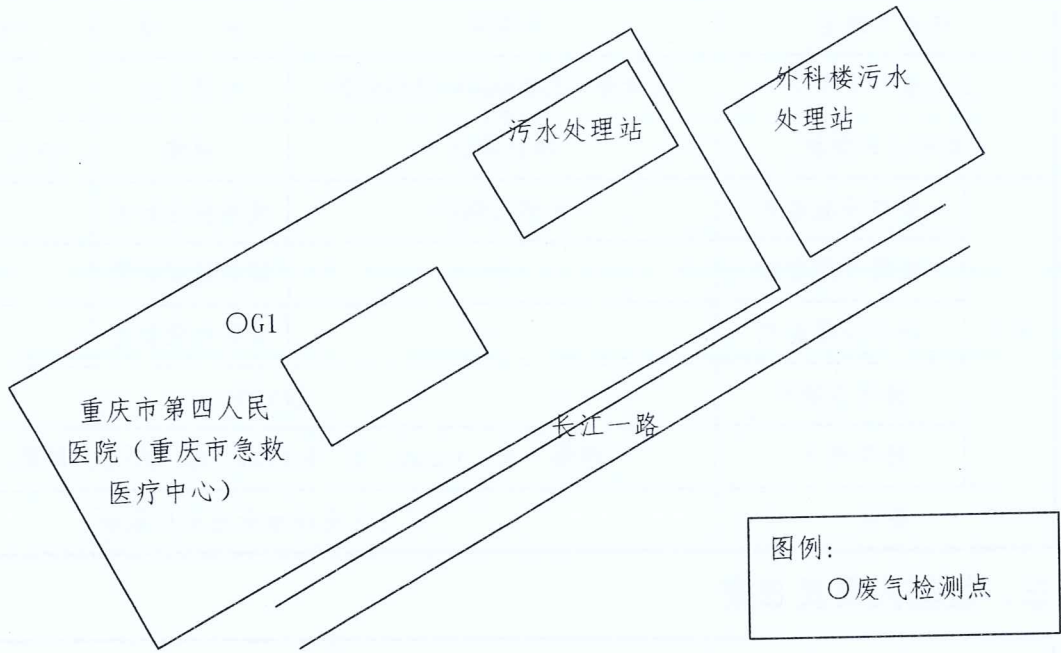 外科楼污水
处理站
污水处理站
○G1
重庆市第四人民
医院（重庆市急救
医疗中心）
长江一路
图例：
○废气检测点